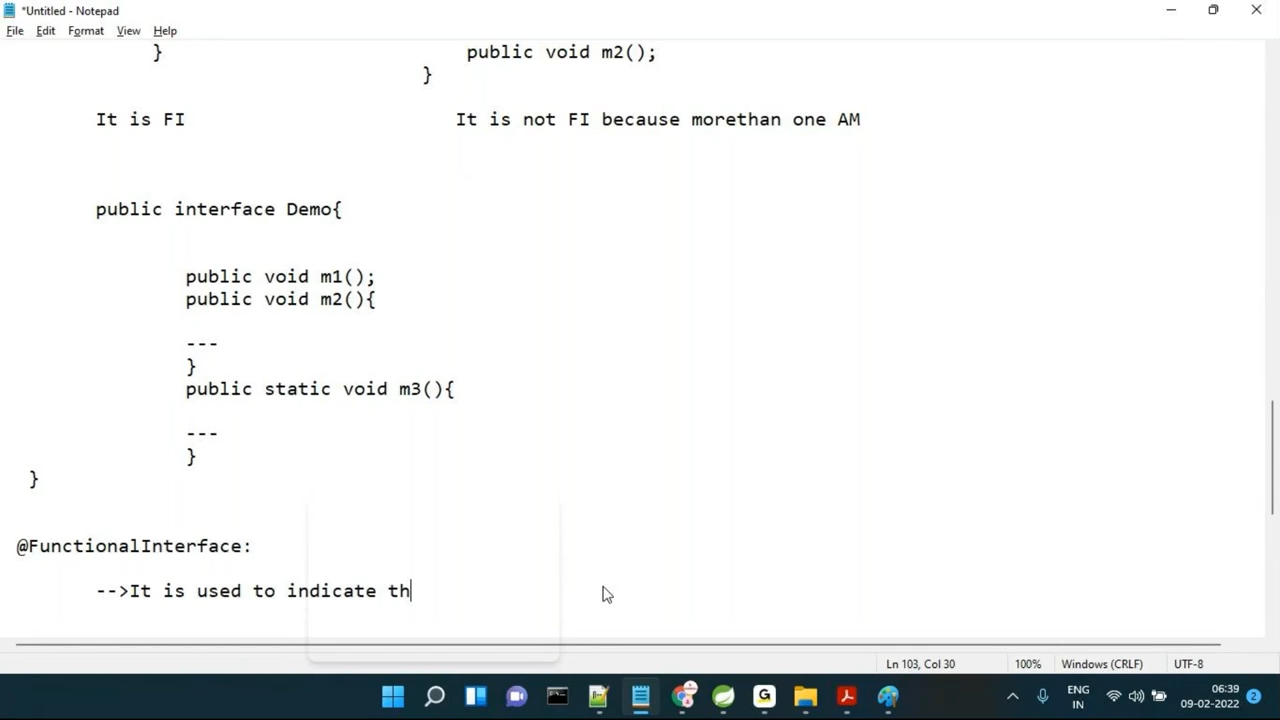 *Untitled - Notepad
File Edit Format View Help
} public void m2();
}
It is FI It is not FI because morethan one AM
public interface Demo{
public void m1();
public void m2(){
---
}
public static void m3(){
---
}
}
@FunctionalInterface:
-->It is used to indicate th
Ln 103, Col 30 100% Windows (CRLF) UTF-8
ENG 06:39
IN 09-02-2022 2